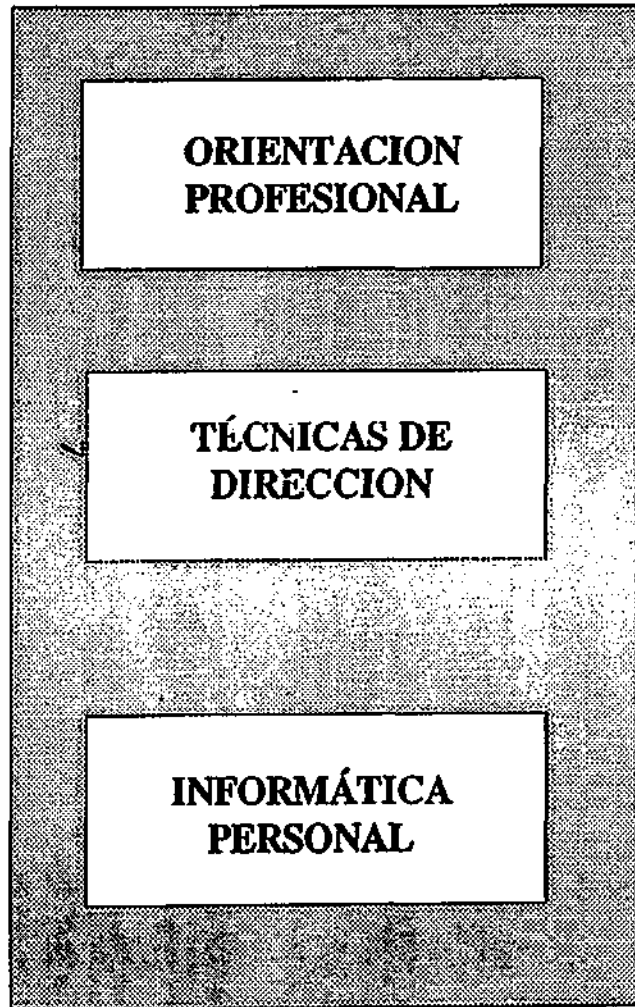 ORIENTACION
PROFESIONAL
TÉCNICAS DE
DIRECCION
INFORMÁTICA
PERSONAL